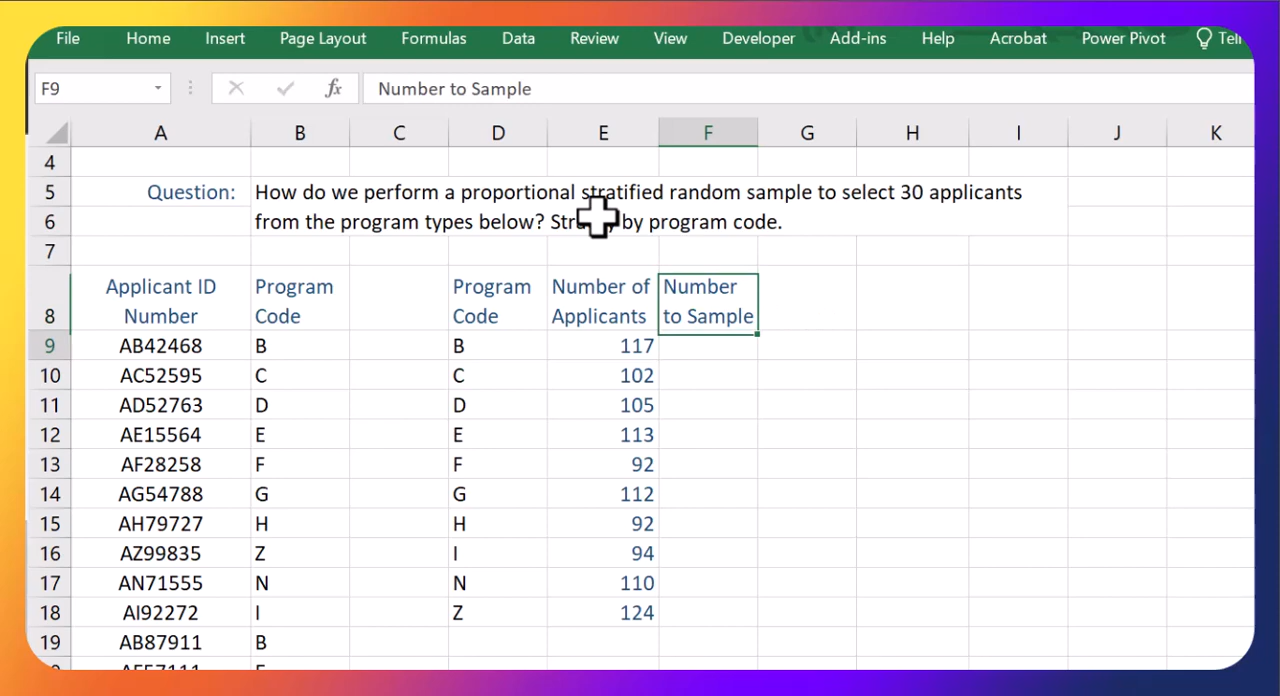 File Home Insert Page Layout Formulas Data Review View Developer Add-ins Help Acrobat Power Pivot Tell
F9 fx Number to Sample
A B C D E F G H I J K
4
5 Question: How do we perform a proportional stratified random sample to select 30 applicants
6 from the program types below? by program code.
7
Applicant ID Program Program Number of Number
8 Number Code Code Applicants to Sample
9 AB42468 B B 117
10 AC52595 C C 102
11 AD52763 D D 105
12 AE15564 E E 113
13 AF28258 F F 92
14 AG54788 G G 112
15 AH79727 H H 92
16 AZ99835 Z I 94
17 AN71555 N N 110
18 AI92272 I Z 124
19 AB87911 B